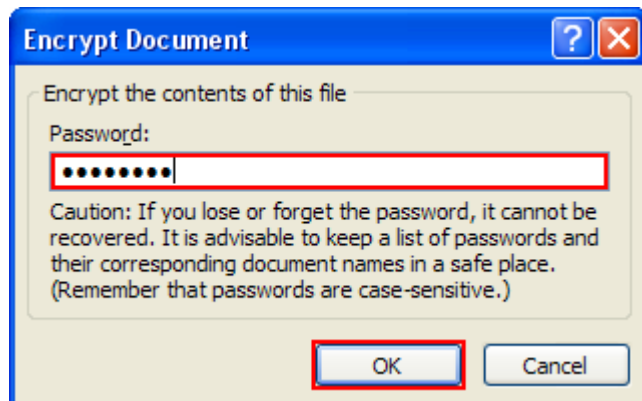 Encrypt Document
Encrypt the contents of this file
Password:
●●●●●●●●
Caution: If you lose or forget the password, it cannot be
recovered. It is advisable to keep a list of passwords and
their corresponding document names in a safe place.
(Remember that passwords are case-sensitive.)
OK Cancel